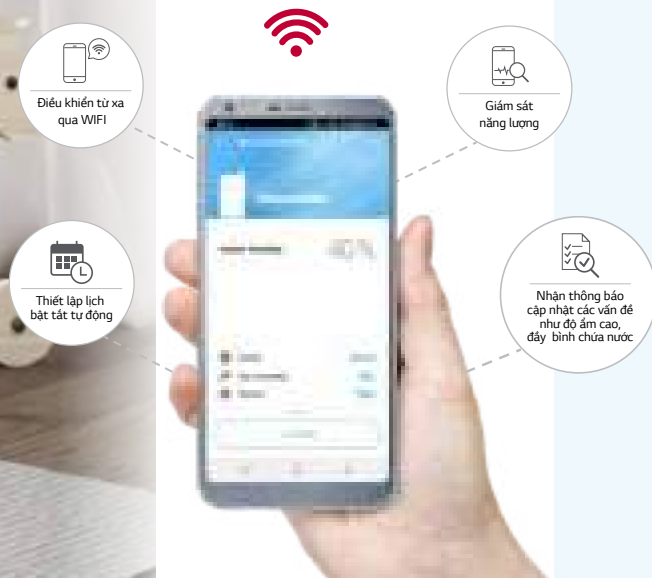 Điều khiển từ xa
qua WIFI
Giám sát
năng lượng
Thiết lập lịch
bật tắt tự động
Nhận thông báo
cập nhật các vấn đề
như độ ẩm cao,
đầy bình chứa nước